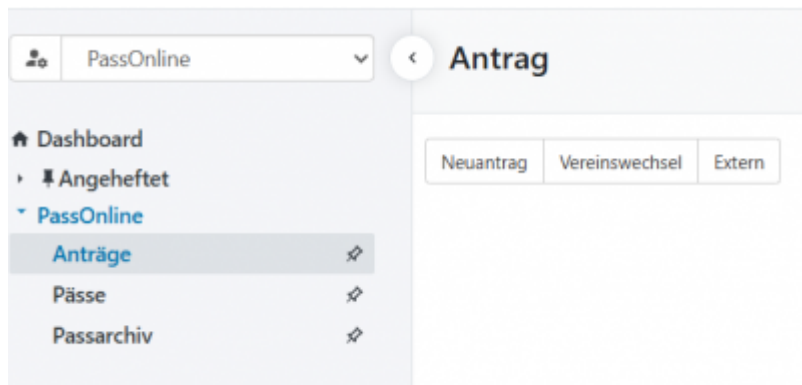 PassOnline
Antrag
Dashboard
Angeheftet
PassOnline
Anträge
Pässe
Passarchiv
Neuantrag
Vereinswechsel
Extern